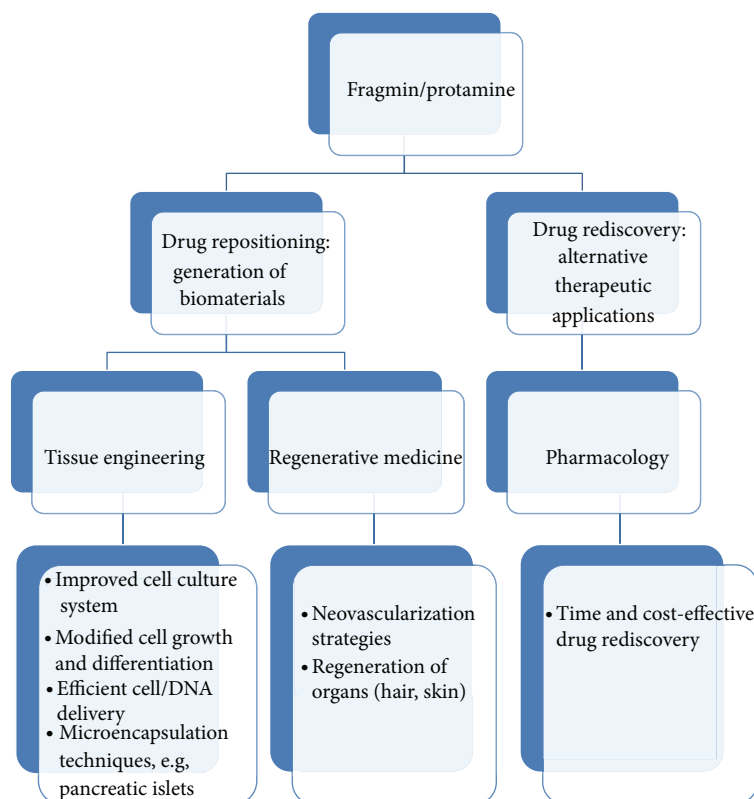 Fragmin/protamine
Drug repositioning:
generation of
biomaterials
Drug rediscovery:
alternative
therapeutic
applications
Tissue engineering
Regenerative medicine
Pharmacology
• Improved cell culture
system
• Modified cell growth
and differentiation
• Efficient cell/DNA
delivery
• Microencapsulation
techniques, e.g,
pancreatic islets
• Neovascularization
strategies
• Regeneration of
organs (hair, skin)
• Time and cost-effective
drug rediscovery